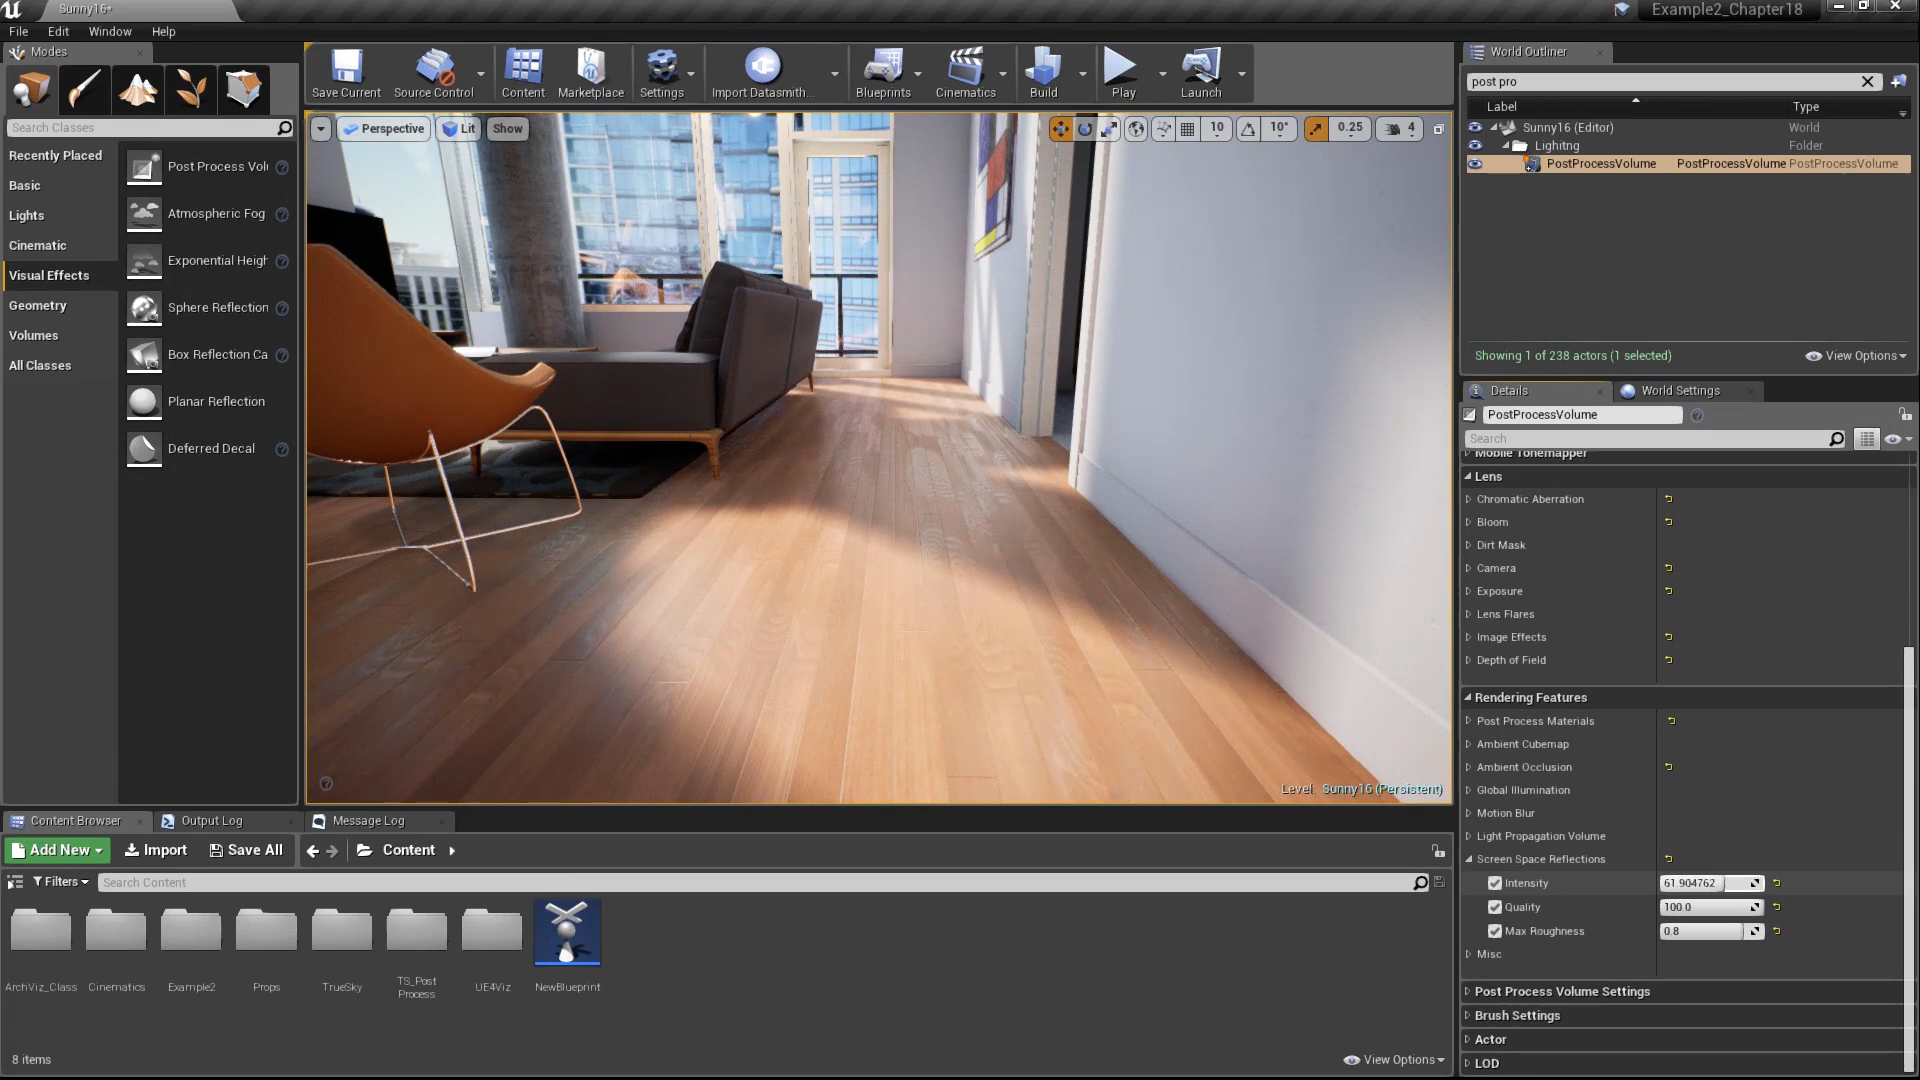 Sunny16*
Example2_Chapter18
File Edit Window Help
Modes
Search Classes
Recently Placed
Basic
Lights
Cinematic
Visual Effects
Geometry
Volumes
All Classes
Post Process Volu
Atmospheric Fog
Exponential Heigh
Sphere Reflection
Box Reflection Ca
Planar Reflection
Deferred Decal
Save Current
Source Control
Content
Marketplace
Settings
Import Datasmith...
Blueprints
Cinematics
Build
Play
Launch
Perspective
Lit
Show
10
10°
0.25
4
Level: Sunny16 (Persistent)
World Outliner
post pro
Label Type
Sunny16 (Editor) World
Lighitng Folder
PostProcessVolume PostProcessVolume PostProcessVolume
Showing 1 of 238 actors (1 selected)
View Options
Details
World Settings
PostProcessVolume
Search
Mobile Tonemapper
Lens
Chromatic Aberration
Bloom
Dirt Mask
Camera
Exposure
Lens Flares
Image Effects
Depth of Field
Rendering Features
Post Process Materials
Ambient Cubemap
Ambient Occlusion
Global Illumination
Motion Blur
Light Propagation Volume
Screen Space Reflections
Intensity 61.904762
Quality 100.0
Max Roughness 0.8
Misc
Post Process Volume Settings
Brush Settings
Actor
LOD
Content Browser
Output Log
Message Log
Add New
Import
Save All
Content
Filters
Search Content
ArchViz_Class
Cinematics
Example2
Props
TrueSky
TS_Post
Process
UE4Viz
NewBlueprint
8 items
View Options